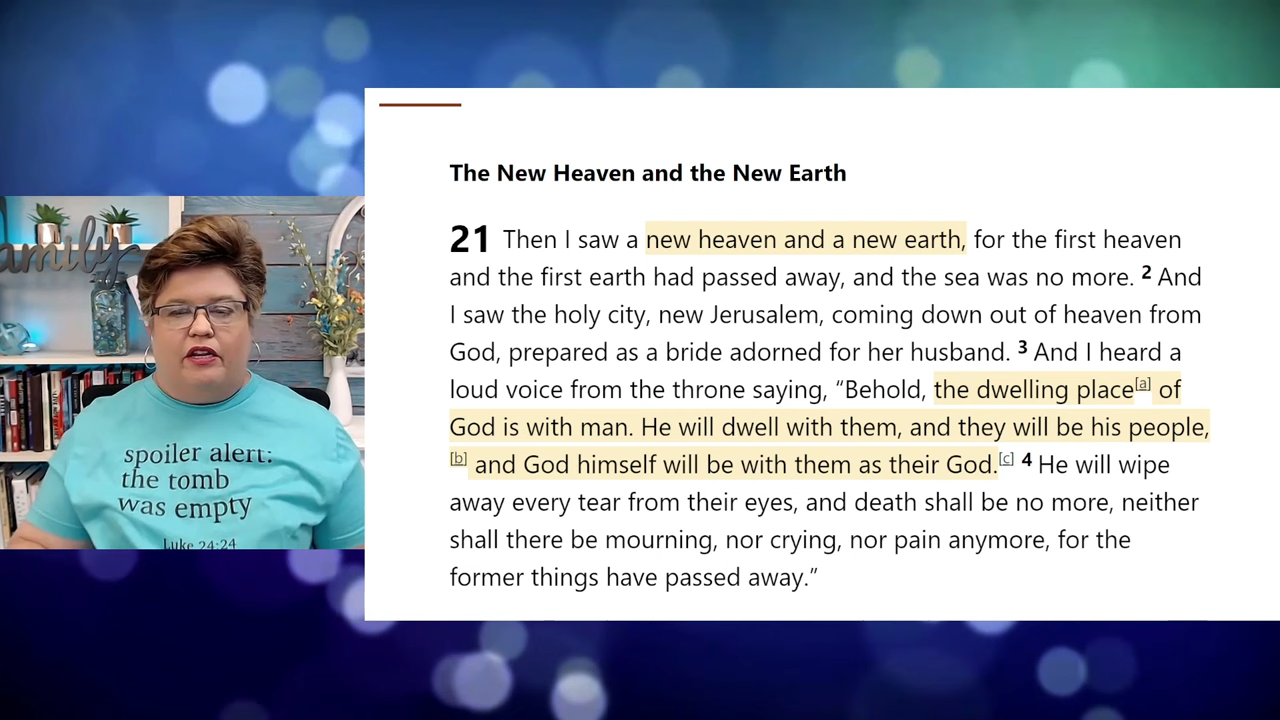 family
spoiler alert:
the tomb
was empty
Luke 24:24
The New Heaven and the New Earth
21 Then I saw a new heaven and a new earth, for the first heaven
and the first earth had passed away, and the sea was no more. 2 And
I saw the holy city, new Jerusalem, coming down out of heaven from
God, prepared as a bride adorned for her husband. 3 And I heard a
loud voice from the throne saying, “Behold, the dwelling place[a] of
God is with man. He will dwell with them, and they will be his people,
[b] and God himself will be with them as their God.[c] 4 He will wipe
away every tear from their eyes, and death shall be no more, neither
shall there be mourning, nor crying, nor pain anymore, for the
former things have passed away.”